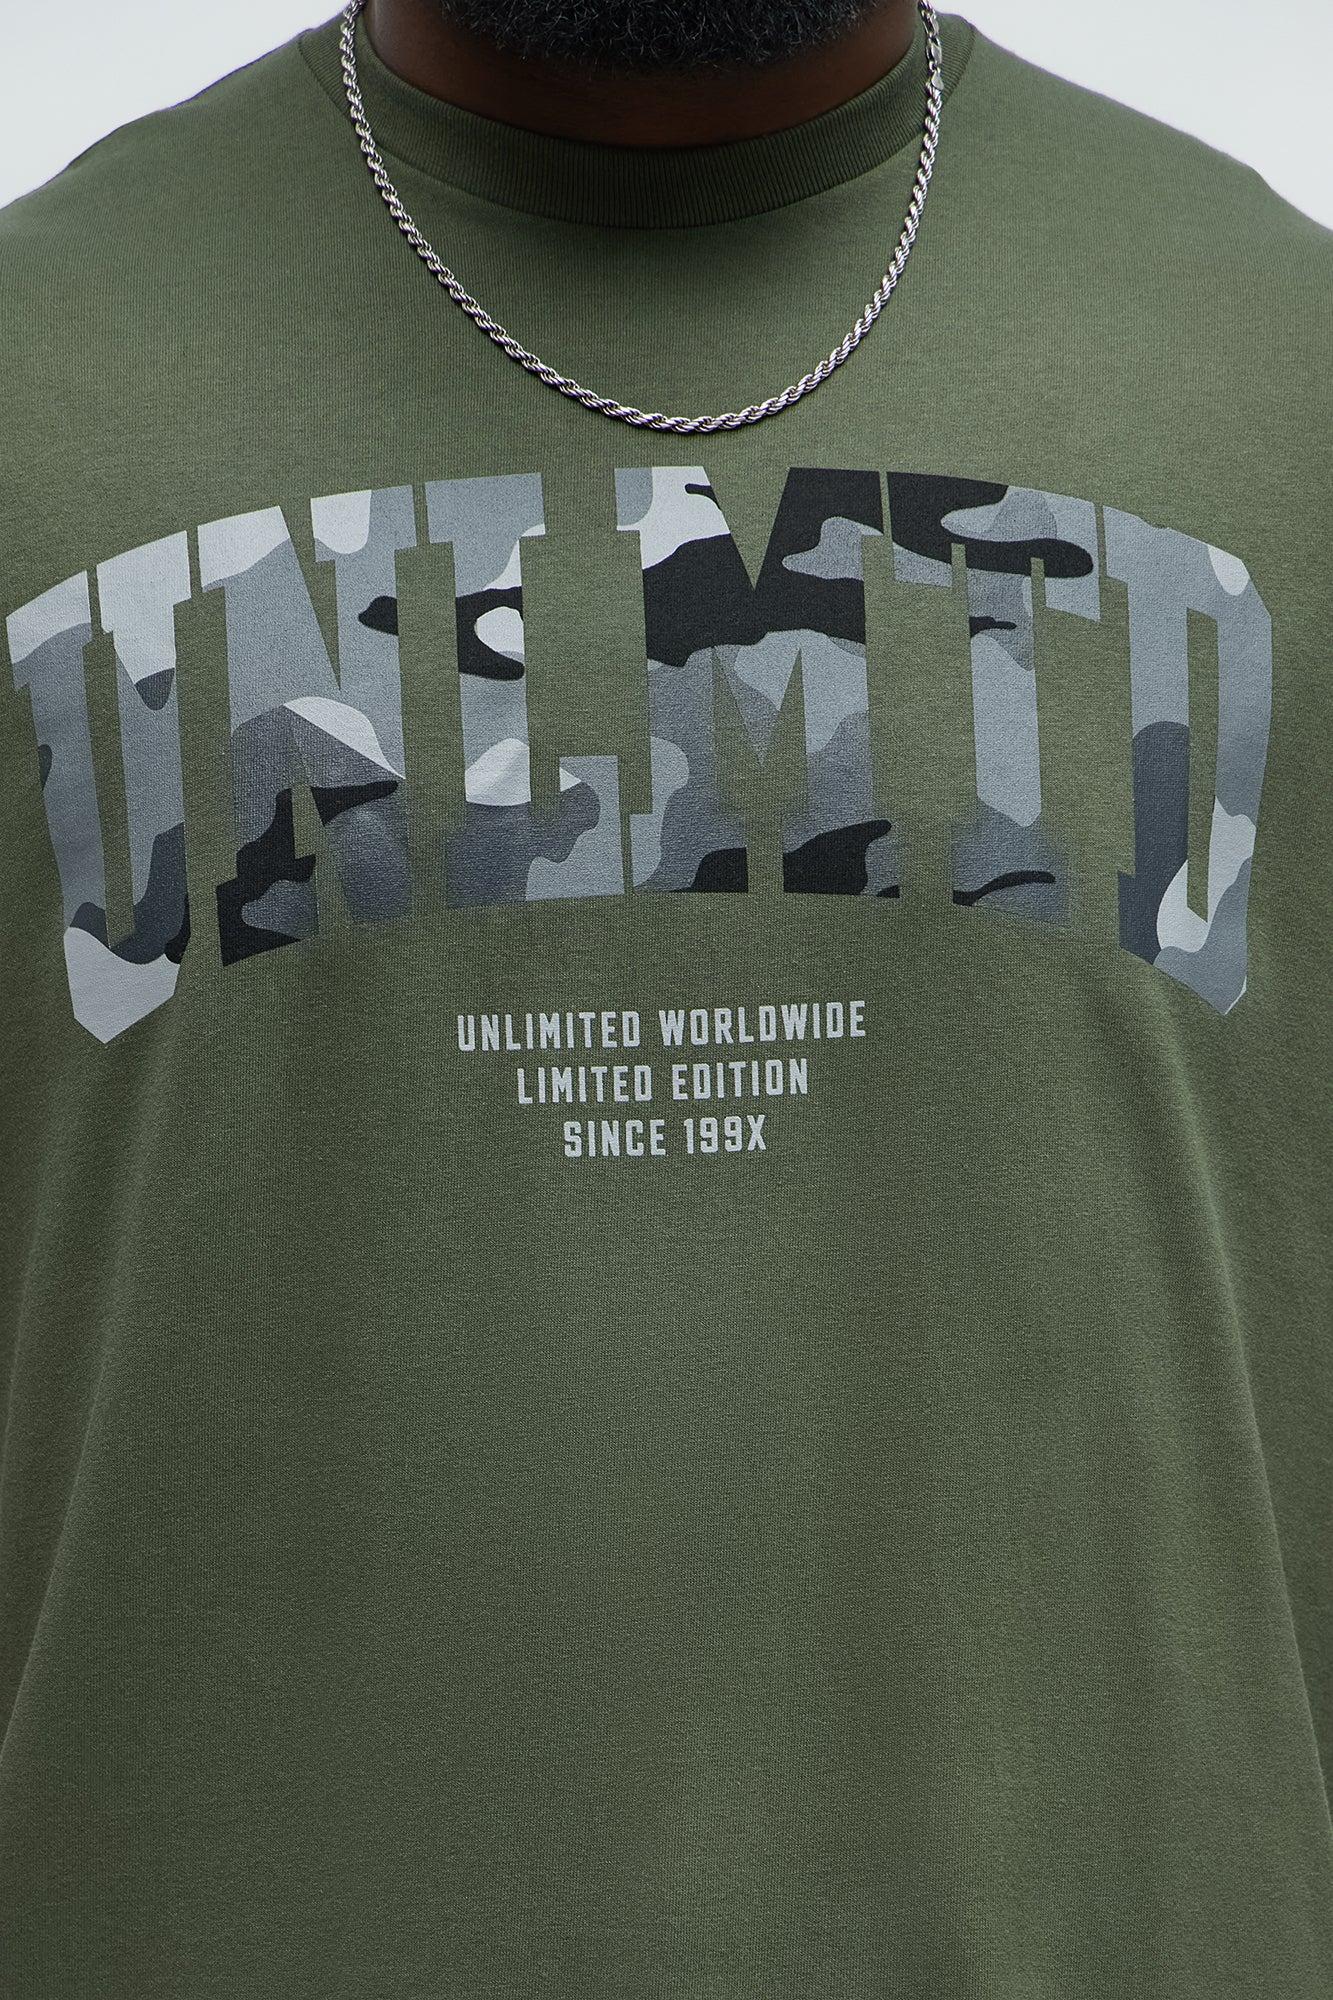 UNLMTD
UNLIMITED WORLDWIDE
LIMITED EDITION
SINCE 199X